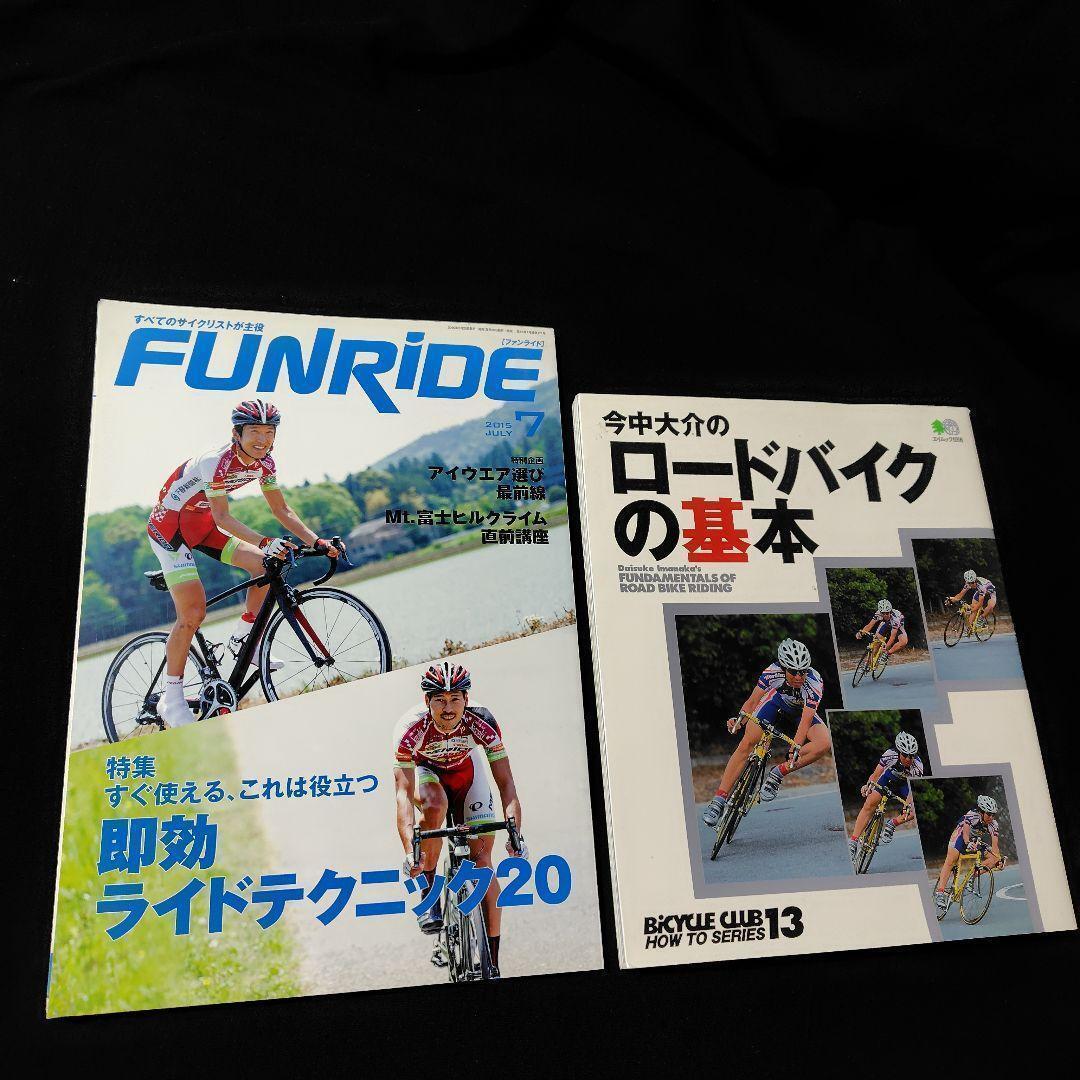 すべてのサイクリストが主役
FUNRiDE
[ファンライド]
2015
JULY
7
特別企画
アイウエア選び
最前線
Mt.富士ヒルクライム
直前講座
特集
すぐ使える、これは役立つ
即効
ライドテクニック20
今中大介の
ロードバイク
の基本
Daisuke Imanaka's
FUNDAMENTALS OF
ROAD BIKE RIDING
BiCYCLE CLUB
HOW TO SERIES 13